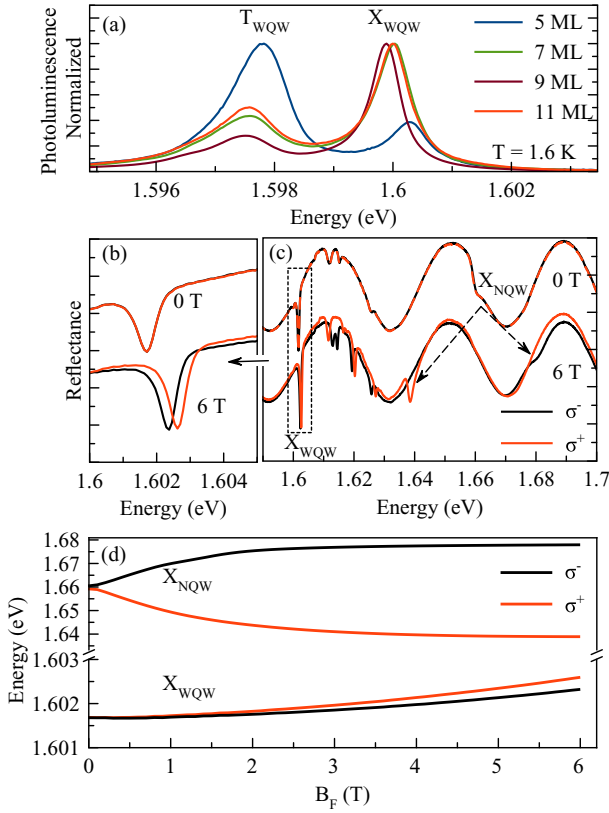 (a)
T_WQW
X_WQW
5 ML
7 ML
9 ML
11 ML
T = 1.6 K
Photoluminescence
Normalized
1.596
1.598
1.6
1.602
Energy (eV)
(b)
0 T
6 T
Reflectance
1.6
1.602
1.604
Energy (eV)
(c)
X_NQW
0 T
6 T
σ⁻
σ⁺
X_WQW
1.6
1.62
1.64
1.66
1.68
1.7
Energy (eV)
(d)
X_NQW
σ⁻
σ⁺
X_WQW
Energy (eV)
1.68
1.67
1.66
1.65
1.64
1.603
1.602
1.601
0
1
2
3
4
5
6
B_F (T)